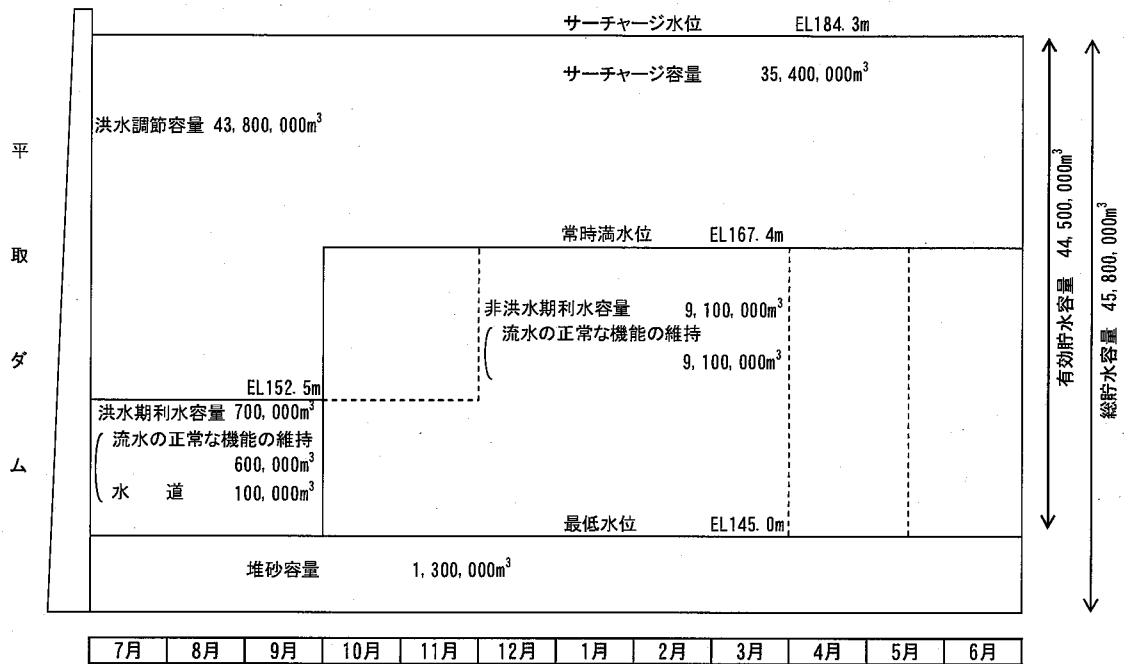 サーチャージ水位 EL184.3m
サーチャージ容量 35,400,000m³
洪水調節容量 43,800,000m³
平取ダム
常時満水位 EL167.4m
非洪水期利水容量 9,100,000m³
流水の正常な機能の維持
9,100,000m³
EL152.5m
洪水期利水容量 700,000m³
流水の正常な機能の維持
600,000m³
水 道 100,000m³
最低水位 EL145.0m
堆砂容量 1,300,000m³
有効貯水容量 44,500,000m³
総貯水容量 45,800,000m³
7月 8月 9月 10月 11月 12月 1月 2月 3月 4月 5月 6月